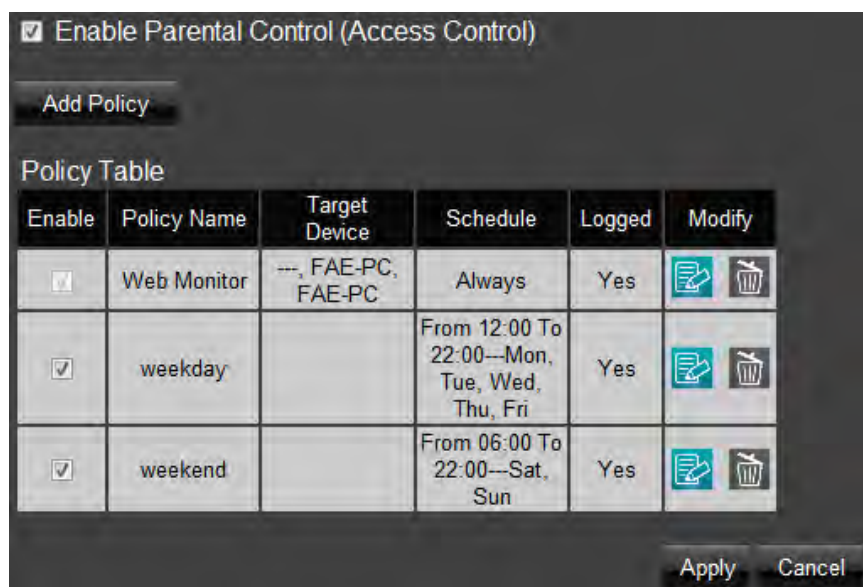 Enable Parental Control (Access Control)
Add Policy
Policy Table
Enable Policy Name Target Device Schedule Logged Modify
Web Monitor ---, FAE-PC, FAE-PC Always Yes
weekday From 12:00 To 22:00---Mon, Tue, Wed, Thu, Fri Yes
weekend From 06:00 To 22:00---Sat, Sun Yes
Apply Cancel